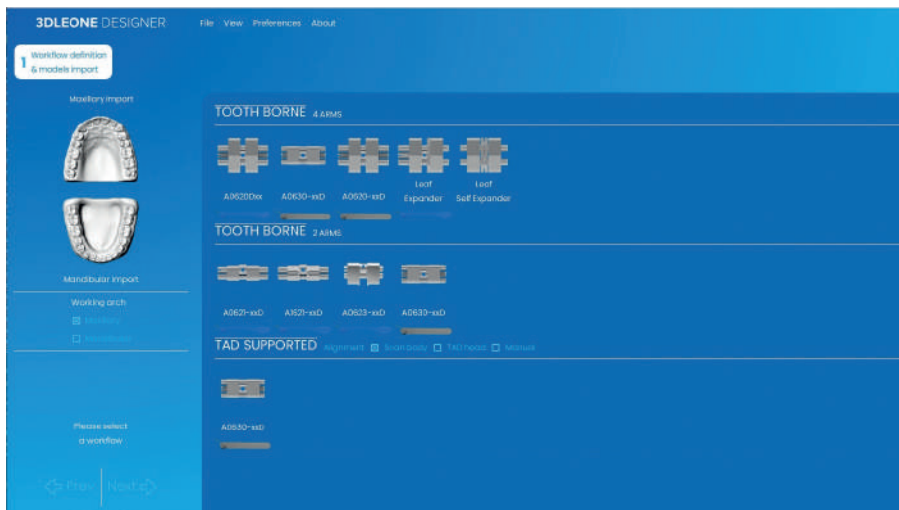 3DLEONE DESIGNER
File View Preferences About
1 Workflow definition
& models import
Maxillary import
Mandibular import
Working arch
Maxillary
Mandibular
Please select
a workflow
Prev Next
TOOTH BORNE 4 ARMS
A0620Dxx A0630-xxD A0620-xxD Leaf Expander Leaf Self Expander
TOOTH BORNE 2 ARMS
A0621-xxD A1621-xxD A0623-xxD A0630-xxD
TAD SUPPORTED Alignment Scan body TAD head Manual
A0630-xxD